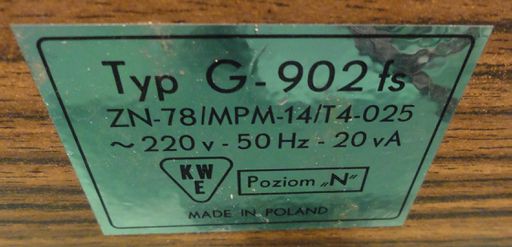 Typ G-902 fs
ZN-78/MPM-14/T4-025
~ 220 v - 50 Hz - 20 vA
KWE
Poziom „N"
MADE IN POLAND